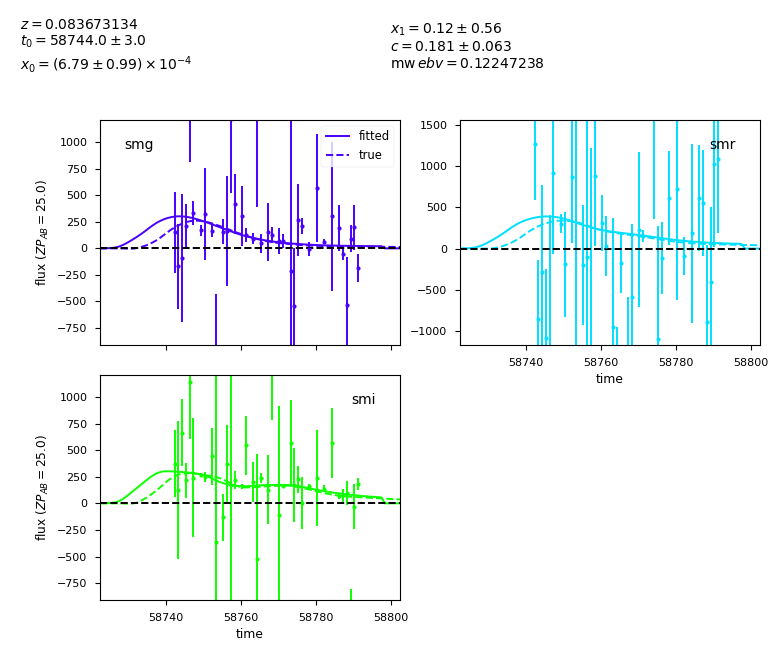 z = 0.083673134
t₀ = 58744.0 ± 3.0
x₀ = (6.79 ± 0.99) × 10⁻⁴
x₁ = 0.12 ± 0.56
c = 0.181 ± 0.063
mw ebv = 0.12247238
smg
fitted
true
1000
750
500
250
0
−250
−500
−750
flux (ZP_AB = 25.0)
smr
1500
1000
500
0
−500
−1000
58740
58760
58780
58800
time
smi
1000
750
500
250
0
−250
−500
−750
flux (ZP_AB = 25.0)
58740
58760
58780
58800
time